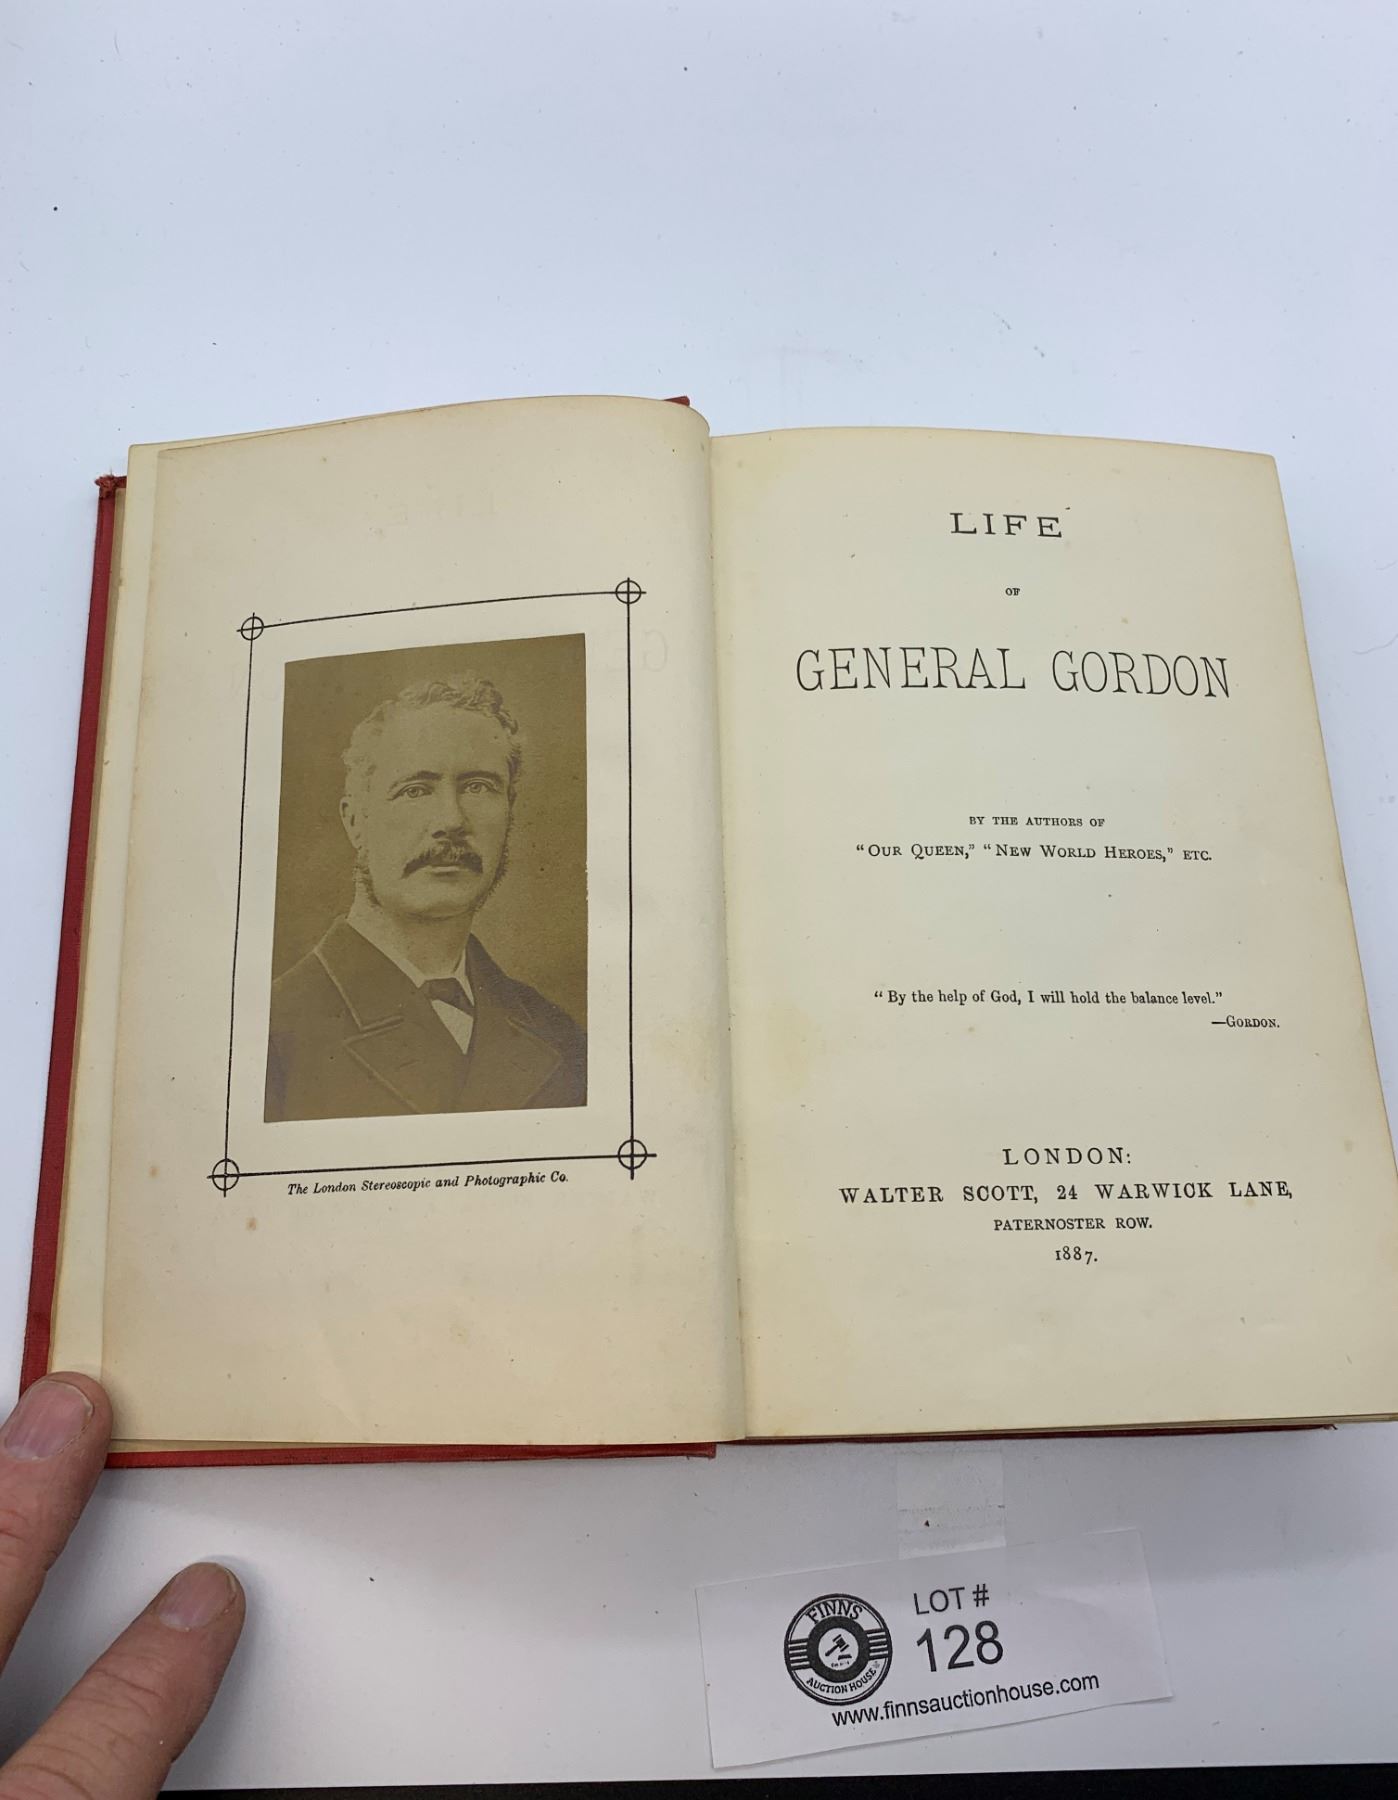 The London Stereoscopic and Photographic Co.
LIFE
OF
GENERAL GORDON
BY THE AUTHORS OF
"OUR QUEEN," "NEW WORLD HEROES," ETC.
"By the help of God, I will hold the balance level."
—GORDON.
LONDON:
WALTER SCOTT, 24 WARWICK LANE,
PATERNOSTER ROW.
1887.
FINNS
AUCTION HOUSE
LOT #
128
www.finnsauctionhouse.com